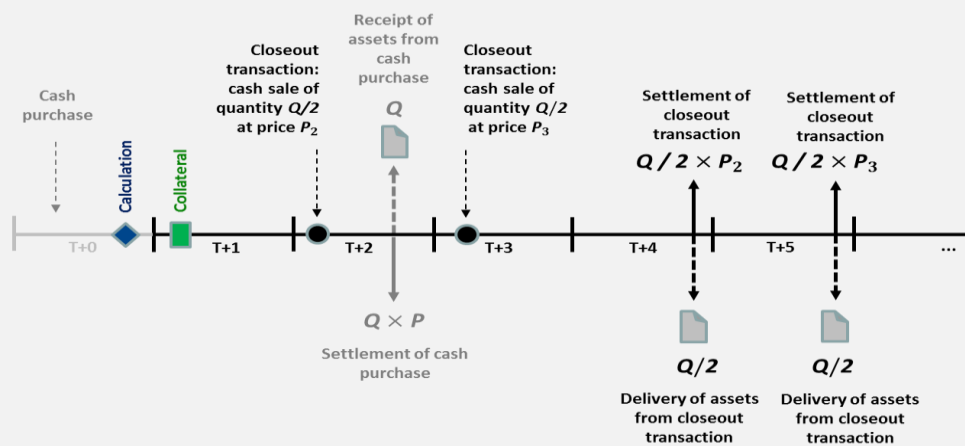 Cash
purchase
Calculation
Collateral
Closeout
transaction:
cash sale of
quantity Q/2
at price P₂
Receipt of
assets from
cash
purchase
Q
Closeout
transaction:
cash sale of
quantity Q/2
at price P₃
Settlement of
closeout
transaction
Q / 2 × P₂
Settlement of
closeout
transaction
Q / 2 × P₃
T+0
T+1
T+2
T+3
T+4
T+5
...
Q × P
Settlement of cash
purchase
Q/2
Delivery of assets
from closeout
transaction
Q/2
Delivery of assets
from closeout
transaction